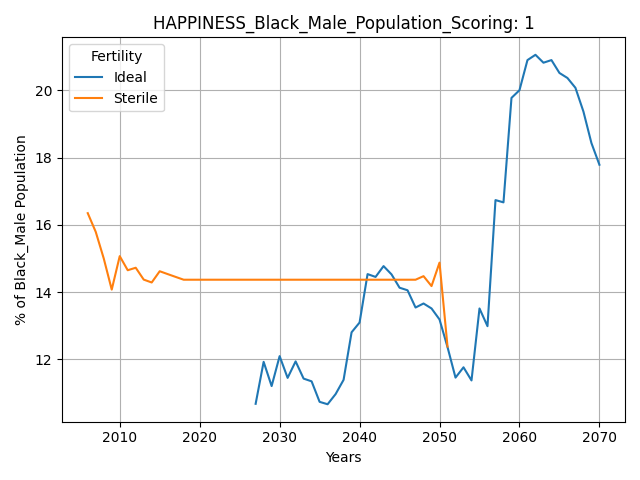 HAPPINESS_Black_Male_Population_Scoring: 1
Fertility
Ideal
Sterile
% of Black_Male Population
20
18
16
14
12
2010 2020 2030 2040 2050 2060 2070
Years